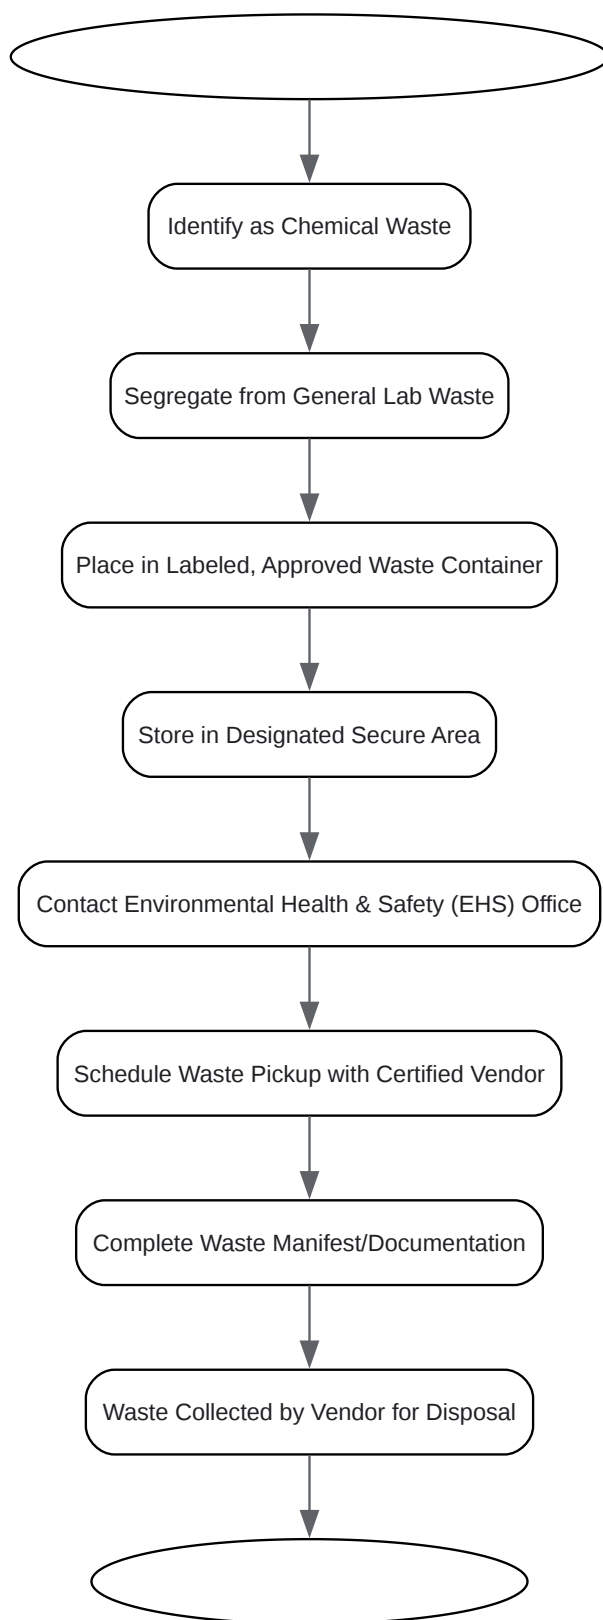 Identify as Chemical Waste
Segregate from General Lab Waste
Place in Labeled, Approved Waste Container
Store in Designated Secure Area
Contact Environmental Health & Safety (EHS) Office
Schedule Waste Pickup with Certified Vendor
Complete Waste Manifest/Documentation
Waste Collected by Vendor for Disposal